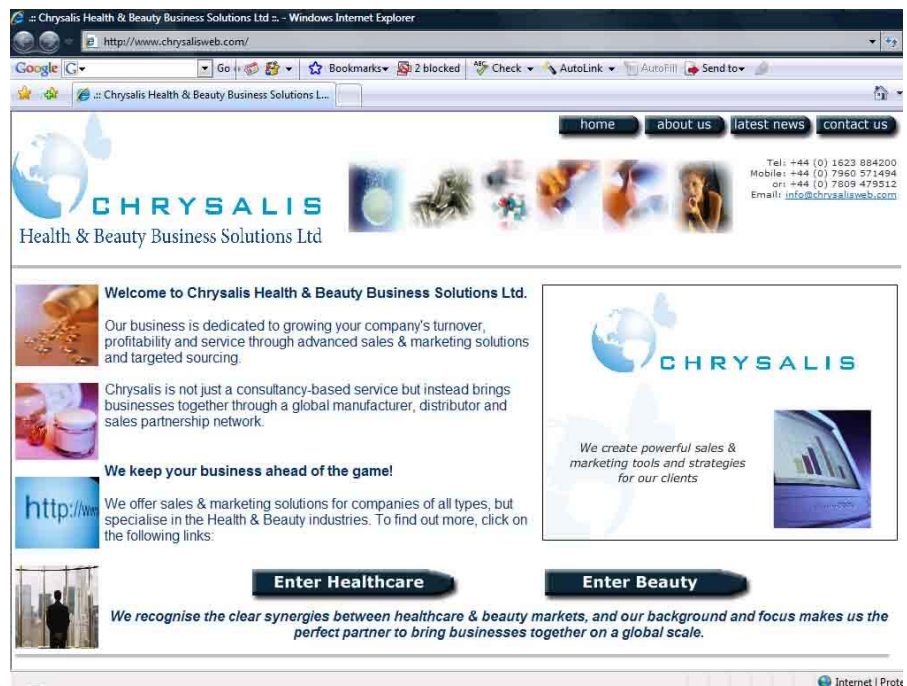 .:: Chrysalis Health & Beauty Business Solutions Ltd ::. - Windows Internet Explorer
http://www.chrysalisweb.com/
Google G Go Bookmarks 2 blocked ABC Check AutoLink AutoFill Send to
.:: Chrysalis Health & Beauty Business Solutions L...
home about us latest news contact us
Tel: +44 (0) 1623 884200
Mobile: +44 (0) 7960 571494
or: +44 (0) 7809 479512
Email: info@chrysalisweb.com
CHRYSALIS
Health & Beauty Business Solutions Ltd
Welcome to Chrysalis Health & Beauty Business Solutions Ltd.
Our business is dedicated to growing your company's turnover,
profitability and service through advanced sales & marketing solutions
and targeted sourcing.
Chrysalis is not just a consultancy-based service but instead brings
businesses together through a global manufacturer, distributor and
sales partnership network.
We keep your business ahead of the game!
http://ww
We offer sales & marketing solutions for companies of all types, but
specialise in the Health & Beauty industries. To find out more, click on
the following links:
CHRYSALIS
We create powerful sales &
marketing tools and strategies
for our clients
Enter Healthcare Enter Beauty
We recognise the clear synergies between healthcare & beauty markets, and our background and focus makes us the
perfect partner to bring businesses together on a global scale.
Internet | Prote